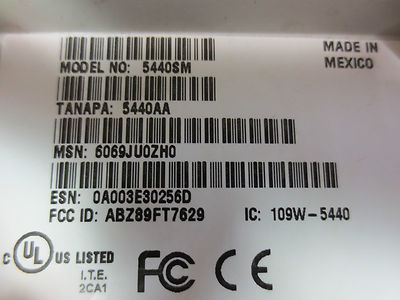 MODEL NO: 5440SM
MADE IN
MEXICO
TANAPA: 5440AA
MSN: 6069JU0ZH0
ESN: 0A003E30256D
FCC ID: ABZ89FT7629 IC: 109W-5440
C UL US LISTED
I.T.E.
2CA1
FC CE